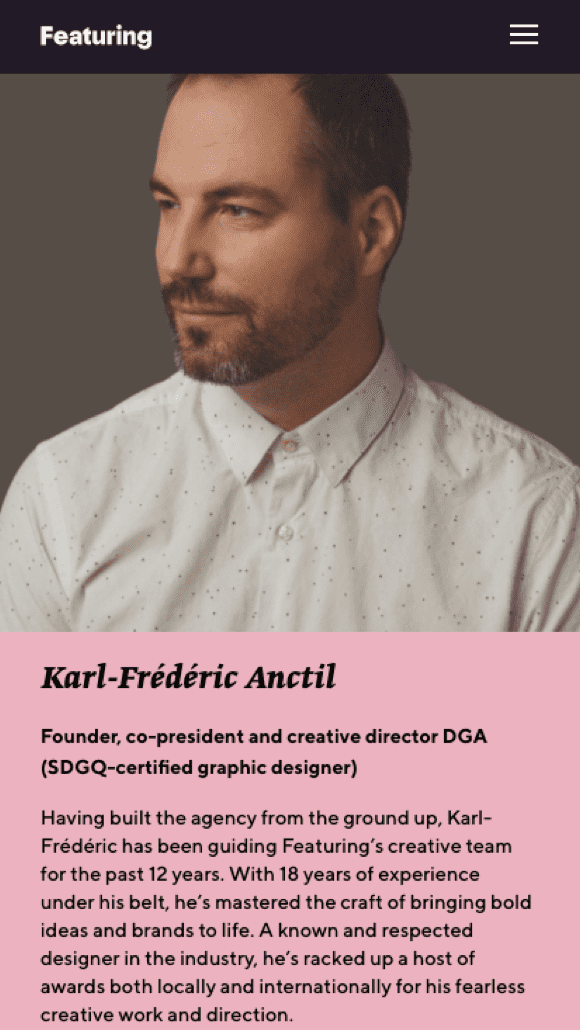 Featuring
Karl-Frédéric Anctil
Founder, co-president and creative director DGA
(SDGQ-certified graphic designer)
Having built the agency from the ground up, Karl-
Frédéric has been guiding Featuring’s creative team
for the past 12 years. With 18 years of experience
under his belt, he’s mastered the craft of bringing bold
ideas and brands to life. A known and respected
designer in the industry, he’s racked up a host of
awards both locally and internationally for his fearless
creative work and direction.